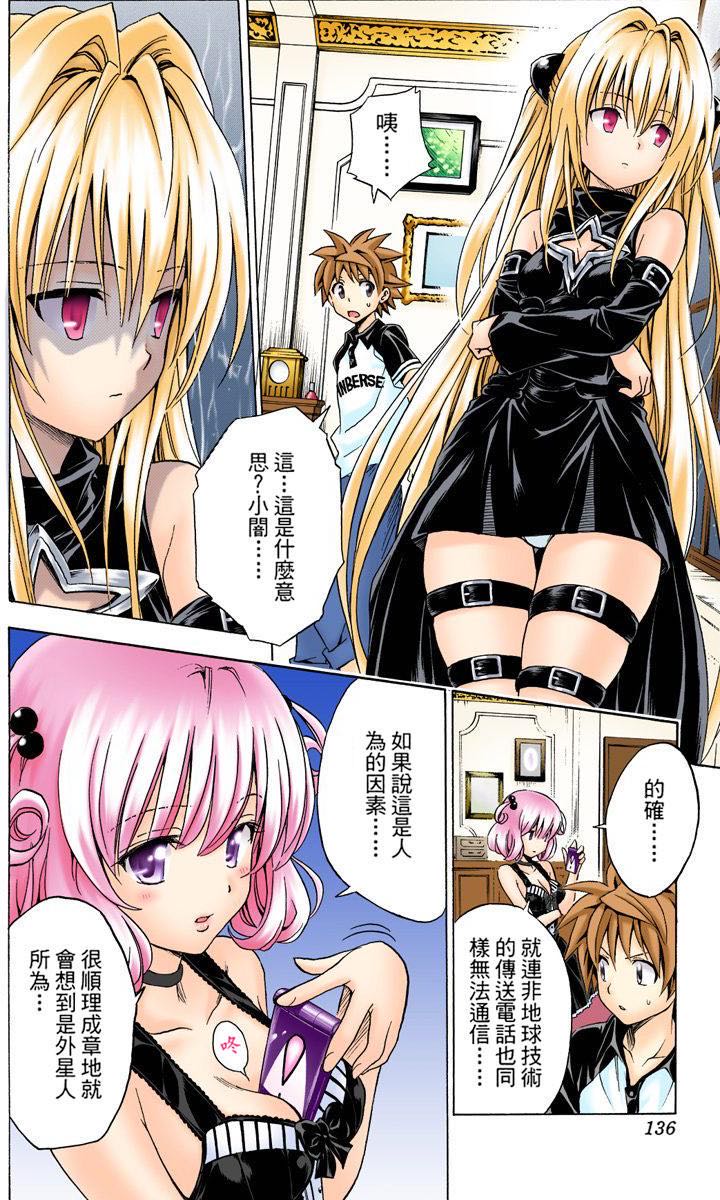 咦……
NBERSE
這…這是什麼意
思？小闇……
的確……
就連非地球技術
的傳送電話也同
樣無法通信……
如果說這是人
為的因素……
咚
很順理成章地就
會想到是外星人
所為…
136